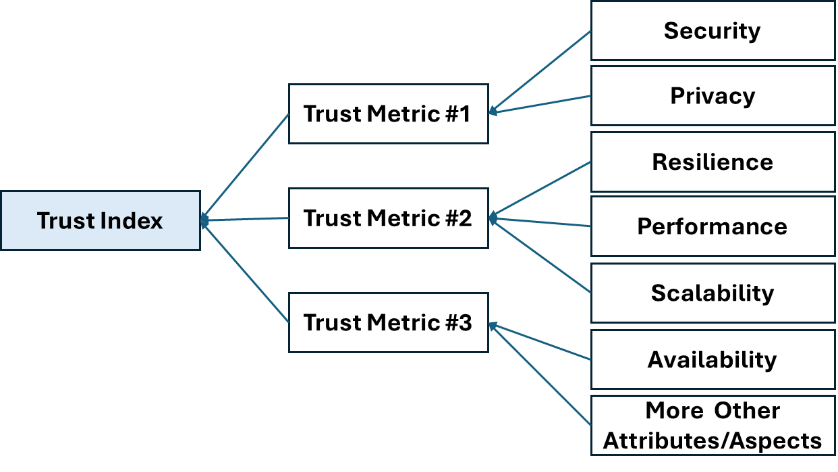 Security
Privacy
Trust Metric #1
Resilience
Trust Metric #2
Trust Index
Performance
Scalability
Trust Metric #3
Availability
More Other
Attributes/Aspects